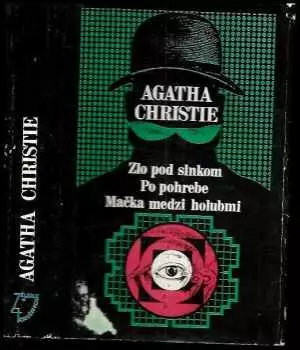 AGATHA
CHRISTIE
Zlo pod slnkom
Po pohrebe
Mačka medzi holubmi
AGATHA CHRISTIE